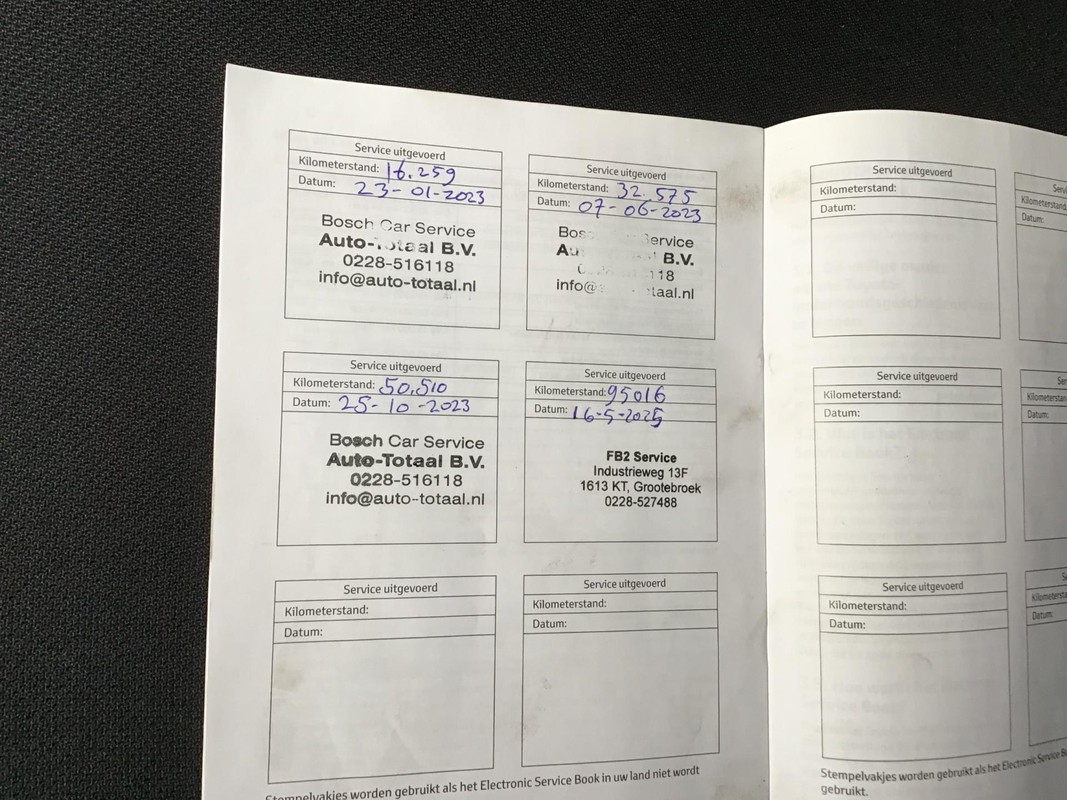 Service uitgevoerd
Kilometerstand: 16.259
Datum: 23-01-2023
Bosch Car Service
Auto-Totaal B.V.
0228-516118
info@auto-totaal.nl
Service uitgevoerd
Kilometerstand: 32.575
Datum: 07-06-2023
Service
B.V.
118
Service uitgevoerd
Kilometerstand: 50.510
Datum: 25-10-2023
Bosch Car Service
Auto-Totaal B.V.
0228-516118
info@auto-totaal.nl
Service uitgevoerd
Kilometerstand: 95016
Datum: 16-5-2025
FB2 Service
Industrieweg 13F
1613 KT, Grootebroek
0228-527488
Service uitgevoerd
Kilometerstand:
Datum:
Service uitgevoerd
Kilometerstand:
Datum:
Stempelvakjes worden gebruikt als het Electronic Service Book in uw land niet wordt
Service uitgevoerd
Kilometerstand:
Datum:
Kilometerstand
Datum:
Service uitgevoerd
Kilometerstand:
Datum:
Datum:
Service uitgevoerd
Kilometerstand:
Datum:
Datum:
Stempelvakjes worden gebruikt als het Electronic Service
gebruikt.